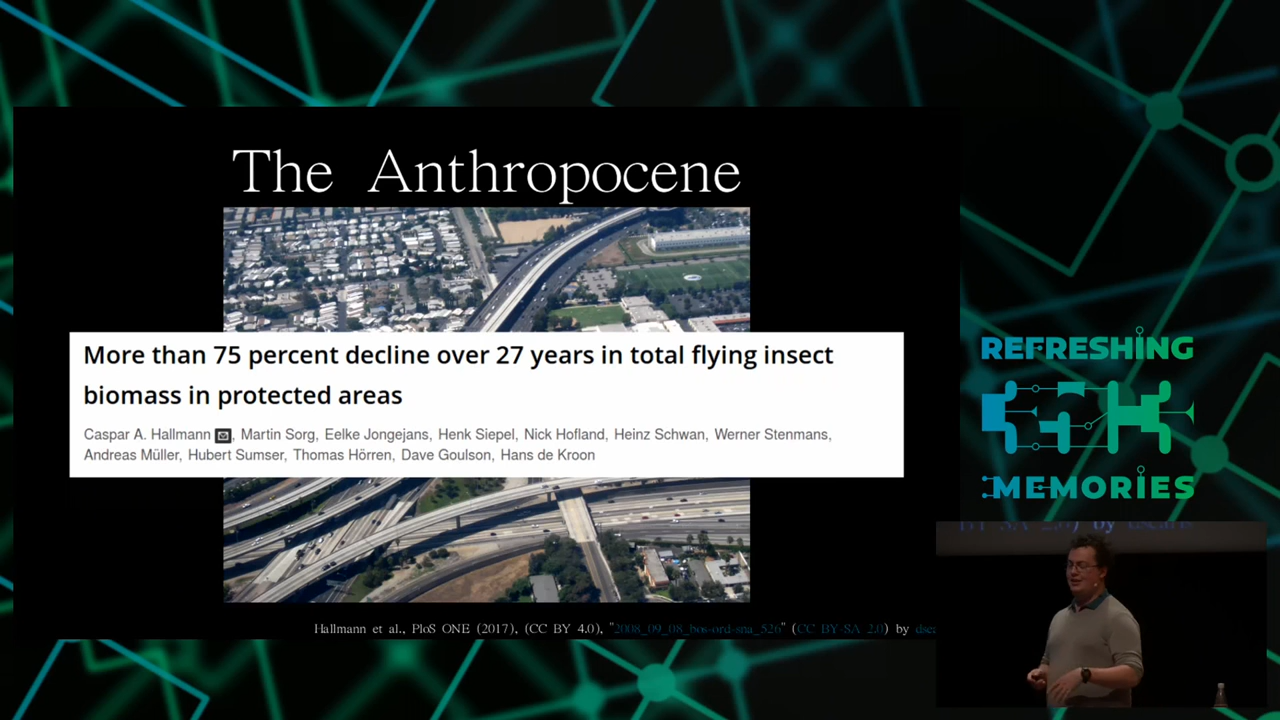 The Anthropocene
More than 75 percent decline over 27 years in total flying insect
biomass in protected areas
Caspar A. Hallmann, Martin Sorg, Eelke Jongejans, Henk Siepel, Nick Hofland, Heinz Schwan, Werner Stenmans,
Andreas Müller, Hubert Sumser, Thomas Hörren, Dave Goulson, Hans de Kroon
Hallmann et al., PloS ONE (2017), (CC BY 4.0), "2008_09_08_bos-ord-sna_526" (CC BY-SA 2.0) by
REFRESHING
MEMORIES